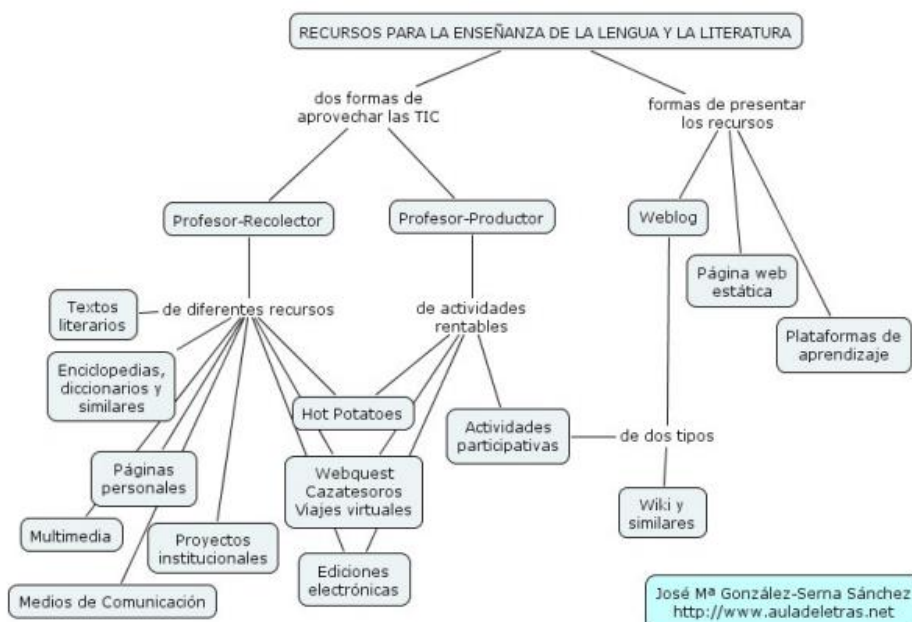 RECURSOS PARA LA ENSEÑANZA DE LA LENGUA Y LA LITERATURA
dos formas de
aprovechar las TIC
formas de presentar
los recursos
Profesor-Recolector
Profesor-Productor
Weblog
Página web
estática
Textos
literarios
de diferentes recursos
de actividades
rentables
Plataformas de
aprendizaje
Enciclopedias,
diccionarios y
similares
Hot Potatoes
Actividades
participativas
de dos tipos
Páginas
personales
Webquest
Cazatesoros
Viajes virtuales
Wiki y
similares
Multimedia
Proyectos
institucionales
Ediciones
electrónicas
Medios de Comunicación
José Mª González-Serna Sánchez
http://www.auladeletras.net